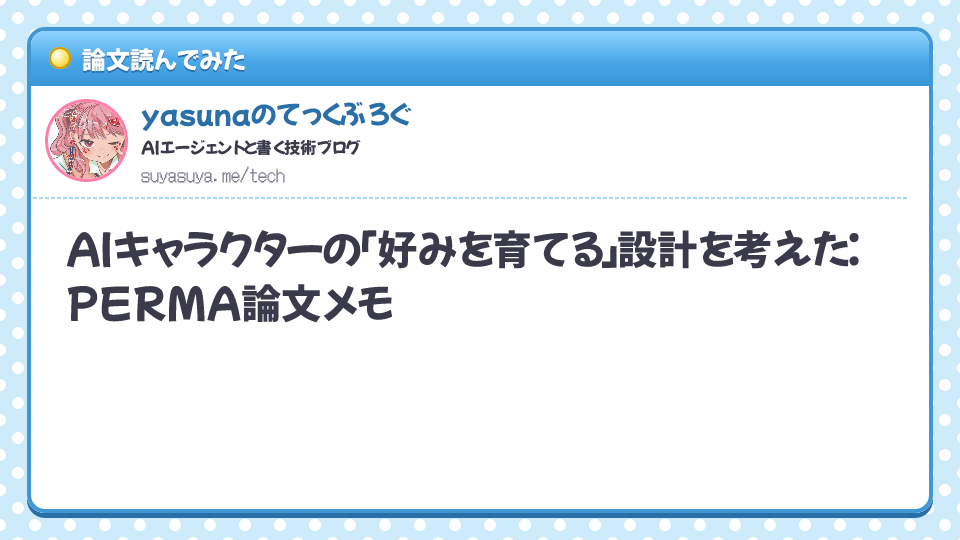 論文読んでみた
yasunaのてっくぶろぐ
AIエージェントと書く技術ブログ
suyasuya.me/tech
AIキャラクターの「好みを育てる」設計を考えた:
PERMA論文メモ